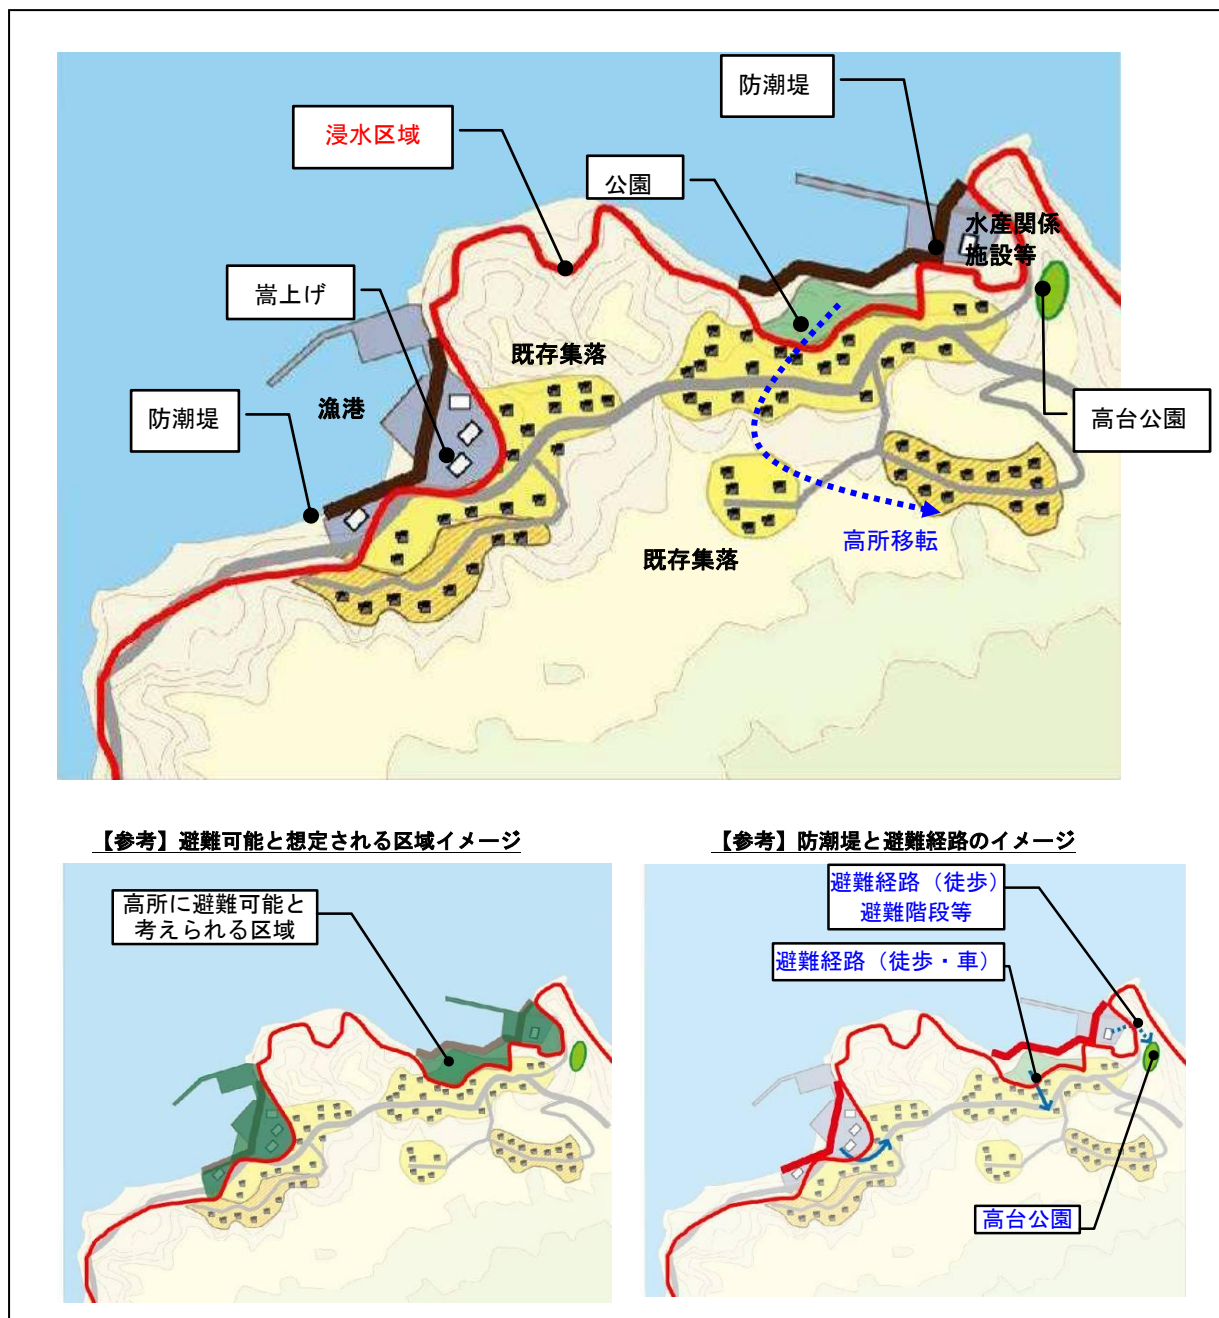 防潮堤
浸水区域
公園
水産関係
施設等
嵩上げ
既存集落
漁港
防潮堤
高台公園
高所移転
既存集落
【参考】避難可能と想定される区域イメージ
高所に避難可能と
考えられる区域
【参考】防潮堤と避難経路のイメージ
避難経路（徒歩）
避難階段等
避難経路（徒歩・車）
高台公園